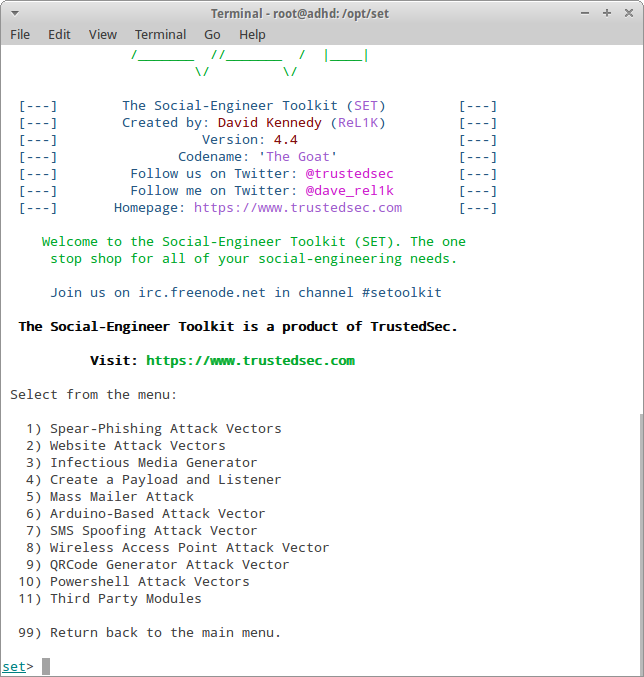 Terminal - root@adhd: /opt/set
File Edit View Terminal Go Help
/_______ //_______ / |____|
\/ \/
[---] The Social-Engineer Toolkit (SET) [---]
[---] Created by: David Kennedy (ReL1K) [---]
[---] Version: 4.4 [---]
[---] Codename: 'The Goat' [---]
[---] Follow us on Twitter: @trustedsec [---]
[---] Follow me on Twitter: @dave_rel1k [---]
[---] Homepage: https://www.trustedsec.com [---]
Welcome to the Social-Engineer Toolkit (SET). The one
stop shop for all of your social-engineering needs.
Join us on irc.freenode.net in channel #setoolkit
The Social-Engineer Toolkit is a product of TrustedSec.
Visit: https://www.trustedsec.com
Select from the menu:
1) Spear-Phishing Attack Vectors
2) Website Attack Vectors
3) Infectious Media Generator
4) Create a Payload and Listener
5) Mass Mailer Attack
6) Arduino-Based Attack Vector
7) SMS Spoofing Attack Vector
8) Wireless Access Point Attack Vector
9) QRCode Generator Attack Vector
10) Powershell Attack Vectors
11) Third Party Modules
99) Return back to the main menu.
set>